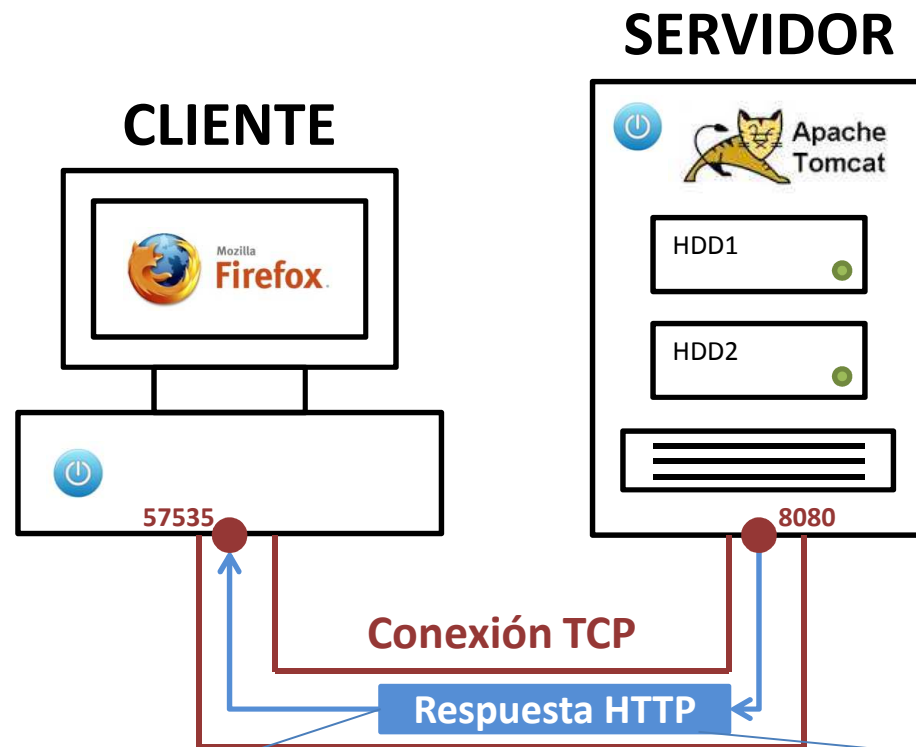 SERVIDOR
CLIENTE
Apache
Tomcat
HDD1
Mozilla
Firefox.
HDD2
57535
8080
Conexión TCP
Respuesta HTTP